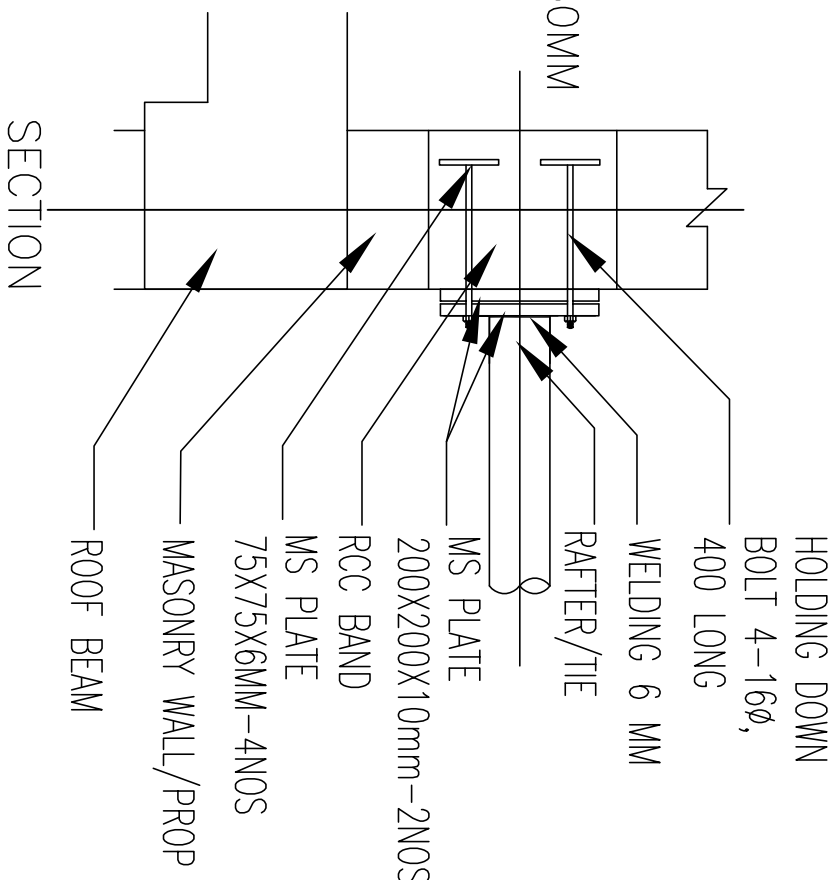 HOLDING DOWN
BOLT 4-16ø,
400 LONG
WELDING 6 MM
RAFTER/TIE
MS PLATE
200X200X10mm-2NOS
RCC BAND
MS PLATE
75X75X6MM-4NOS
MASONRY WALL/PROP
ROOF BEAM
SECTION